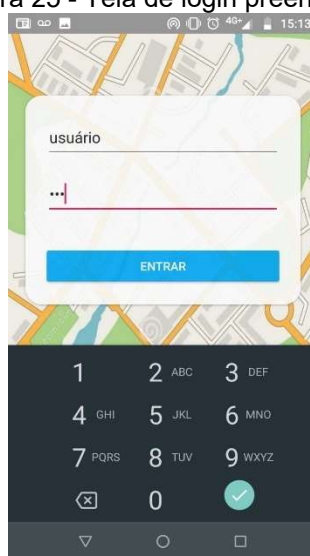 ra 25 - Tela de login preen
4G+ 15:13
usuário
•••
ENTRAR
1 2 ABC 3 DEF
4 GHI 5 JKL 6 MNO
7 PQRS 8 TUV 9 WXYZ
0